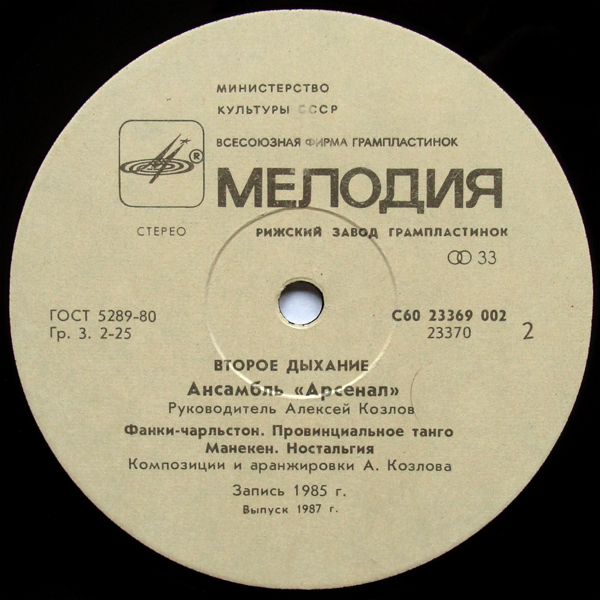 МИНИСТЕРСТВО
КУЛЬТУРЫ СССР
ВСЕСОЮЗНАЯ ФИРМА ГРАМПЛАСТИНОК
®
МЕЛОДИЯ
СТЕРЕО
РИЖСКИЙ ЗАВОД ГРАМПЛАСТИНОК
33
ГОСТ 5289-80
Гр. 3. 2-25
С60 23369 002
23370
2
ВТОРОЕ ДЫХАНИЕ
Ансамбль «Арсенал»
Руководитель Алексей Козлов
Фанки-чарльстон. Провинциальное танго
Манекен. Ностальгия
Композиции и аранжировки А. Козлова
Запись 1985 г.
Выпуск 1987 г.